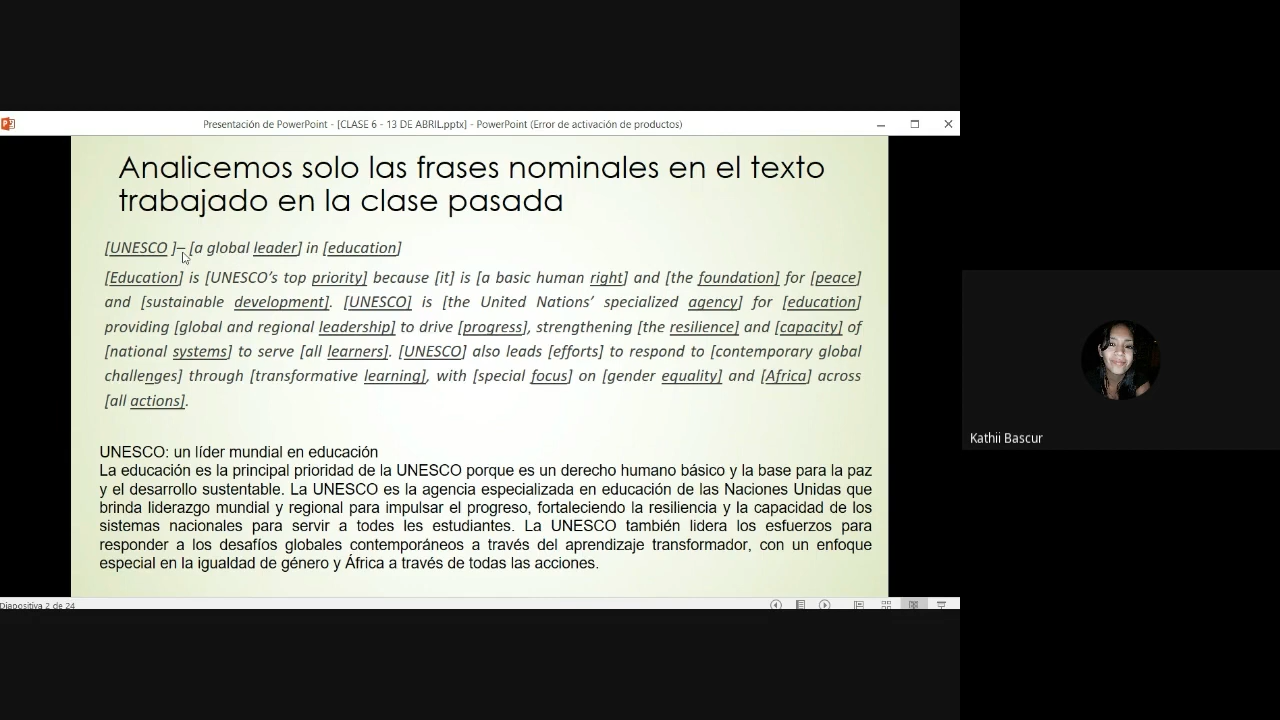 Presentación de PowerPoint - [CLASE 6 - 13 DE ABRIL.pptx] - PowerPoint (Error de activación de productos)
Analicemos solo las frases nominales en el texto
trabajado en la clase pasada
[UNESCO ]– [a global leader] in [education]
[Education] is [UNESCO’s top priority] because [it] is [a basic human right] and [the foundation] for [peace]
and [sustainable development]. [UNESCO] is [the United Nations’ specialized agency] for [education]
providing [global and regional leadership] to drive [progress], strengthening [the resilience] and [capacity] of
[national systems] to serve [all learners]. [UNESCO] also leads [efforts] to respond to [contemporary global
challenges] through [transformative learning], with [special focus] on [gender equality] and [Africa] across
[all actions].
UNESCO: un líder mundial en educación
La educación es la principal prioridad de la UNESCO porque es un derecho humano básico y la base para la paz
y el desarrollo sustentable. La UNESCO es la agencia especializada en educación de las Naciones Unidas que
brinda liderazgo mundial y regional para impulsar el progreso, fortaleciendo la resiliencia y la capacidad de los
sistemas nacionales para servir a todes les estudiantes. La UNESCO también lidera los esfuerzos para
responder a los desafíos globales contemporáneos a través del aprendizaje transformador, con un enfoque
especial en la igualdad de género y África a través de todas las acciones.
Diapositiva 2 de 24
Kathii Bascur